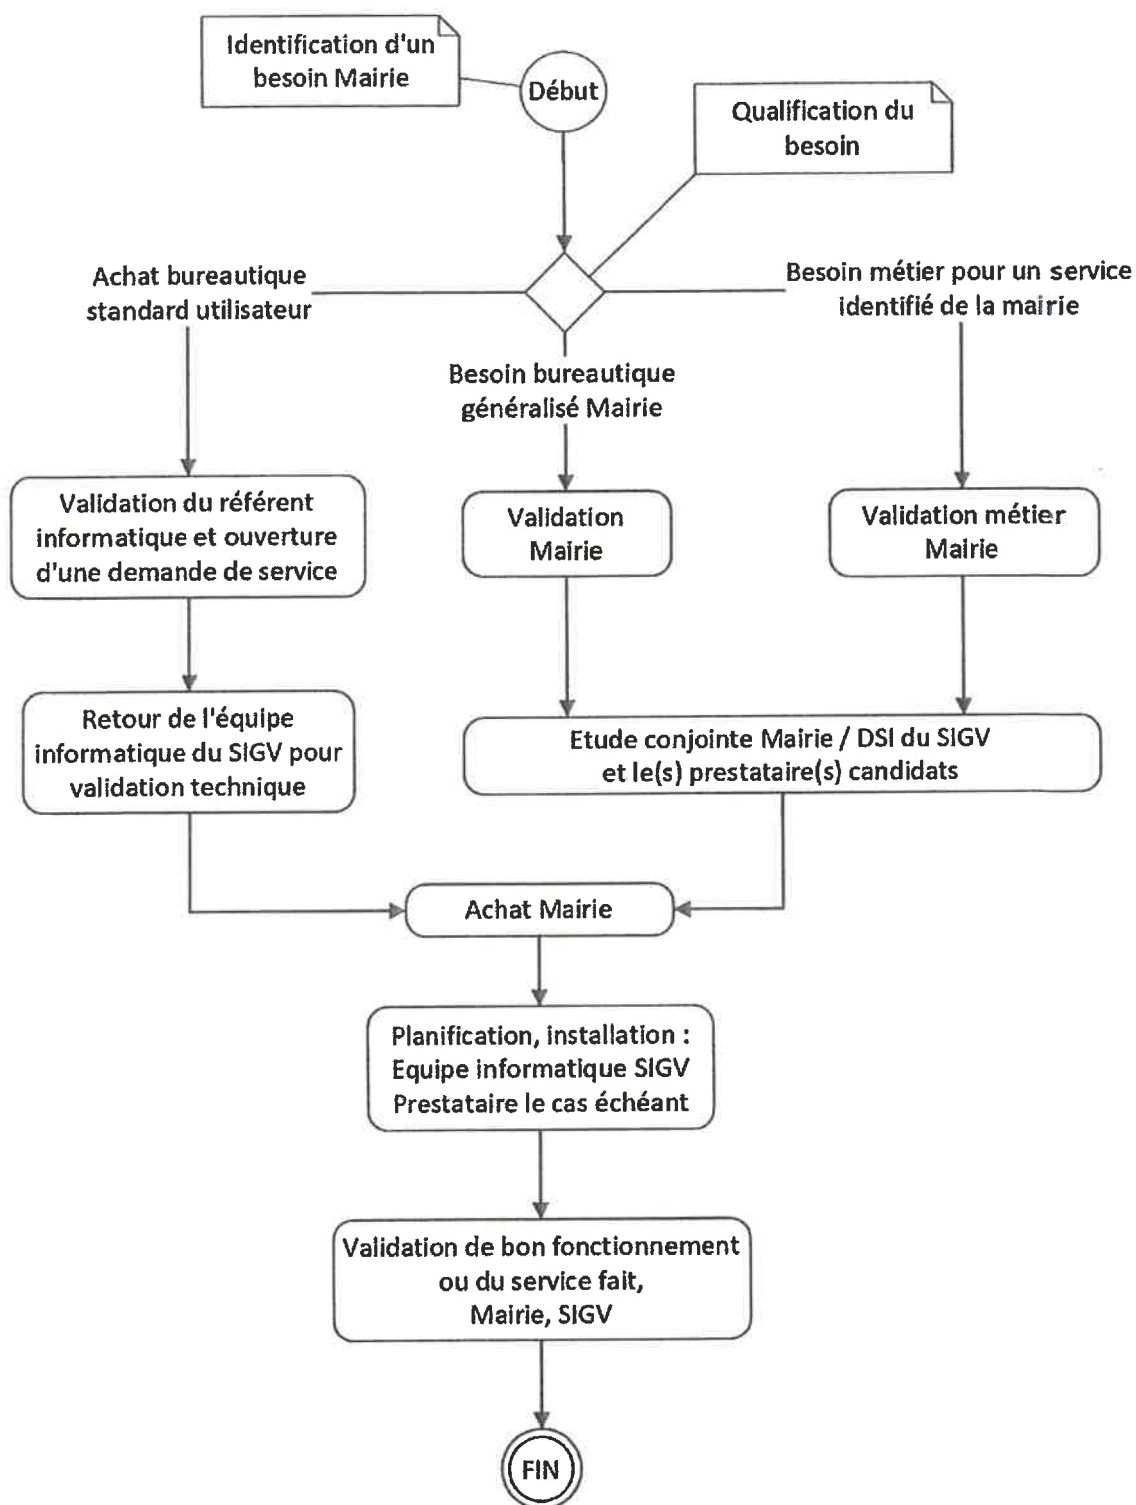 Identification d'un
besoin Mairie
Début
Qualification du
besoin
Achat bureautique
standard utilisateur
Besoin métier pour un service
identifié de la mairie
Besoin bureautique
généralisé Mairie
Validation du référent
informatique et ouverture
d'une demande de service
Validation
Mairie
Validation métier
Mairie
Retour de l'équipe
informatique du SIGV pour
validation technique
Etude conjointe Mairie / DSI du SIGV
et le(s) prestataire(s) candidats
Achat Mairie
Planification, installation :
Equipe informatique SIGV
Prestataire le cas échéant
Validation de bon fonctionnement
ou du service fait,
Mairie, SIGV
FIN